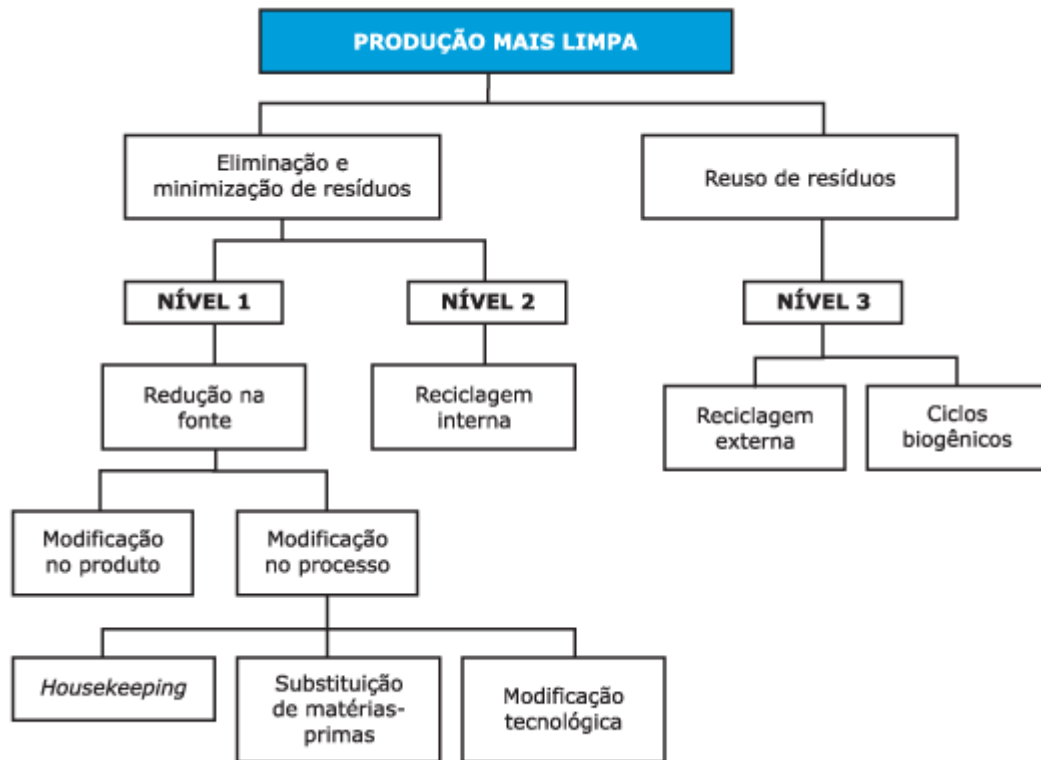 PRODUÇÃO MAIS LIMPA
Eliminação e
minimização de resíduos
Reuso de resíduos
NÍVEL 1
NÍVEL 2
NÍVEL 3
Redução na
fonte
Reciclagem
interna
Reciclagem
externa
Ciclos
biogênicos
Modificação
no produto
Modificação
no processo
Housekeeping
Substituição
de matérias-
primas
Modificação
tecnológica